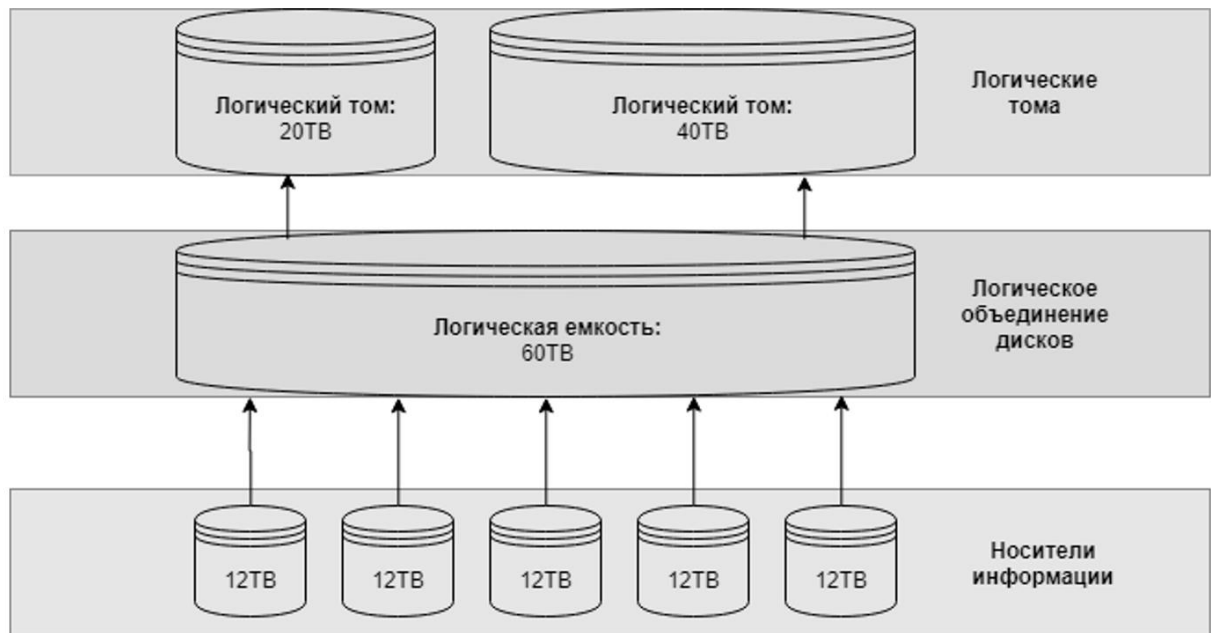 Логический том:
20TB
Логический том:
40TB
Логические
тома
Логическая емкость:
60TB
Логическое
объединение
дисков
12TB
12TB
12TB
12TB
12TB
Носители
информации